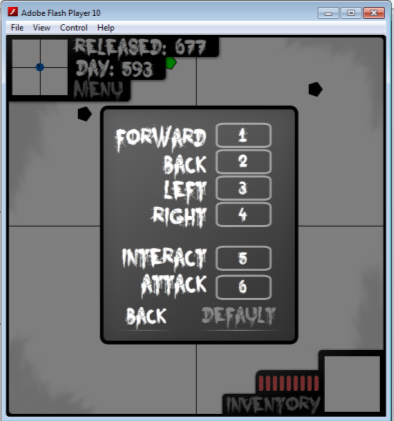 Adobe Flash Player 10
File View Control Help
RELEASED: 677
DAY: 593
MENU
FORWARD 1
BACK 2
LEFT 3
RIGHT 4
INTERACT 5
ATTACK 6
BACK DEFAULT
INVENTORY